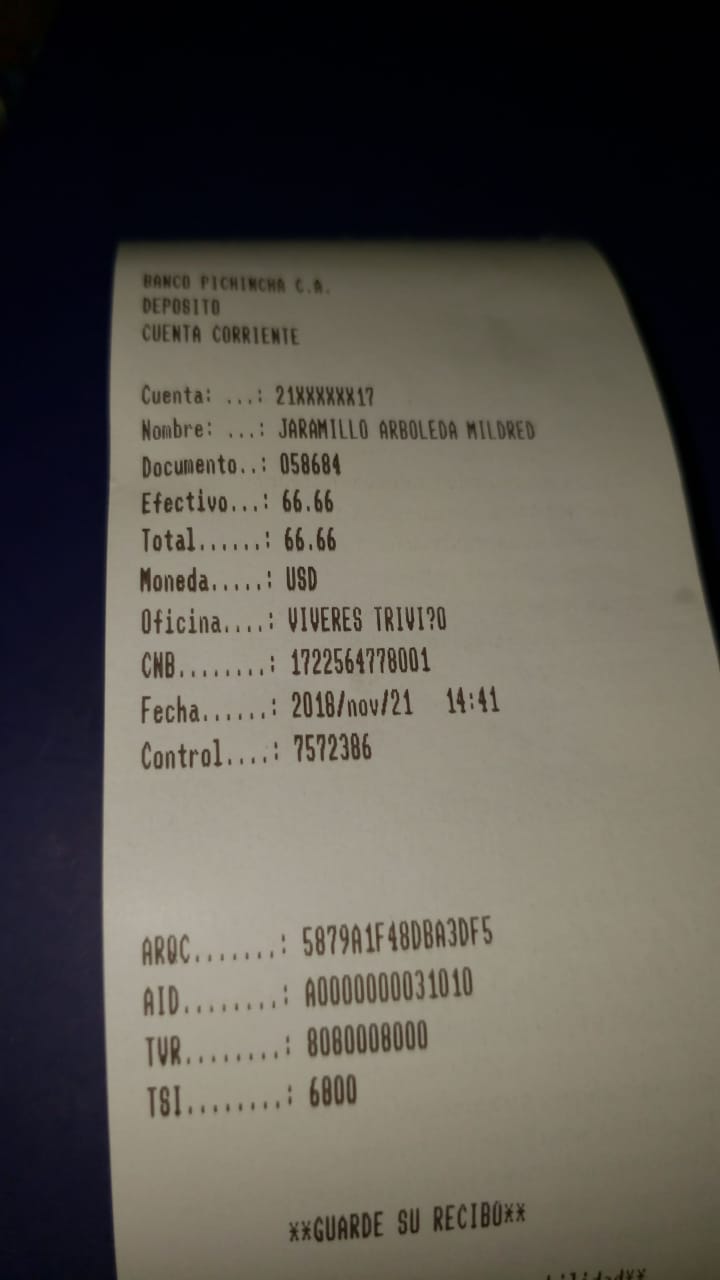 BANCO PICHINCHA C.A.
DEPOSITO
CUENTA CORRIENTE
Cuenta: ...: 21XXXXXX17
Nombre: ...: JARAMILLO ARBOLEDA MILDRED
Documento..: 058684
Efectivo...: 66.66
Total......: 66.66
Moneda.....: USD
Oficina....: VIVERES TRIVI?O
CNB........: 1722564778001
Fecha......: 2018/nov/21 14:41
Control....: 7572386
ARQC.......: 5879A1F48DBA3DF5
AID........: A0000000031010
TVR........: 8080008000
TSI........: 6800
**GUARDE SU RECIBO**